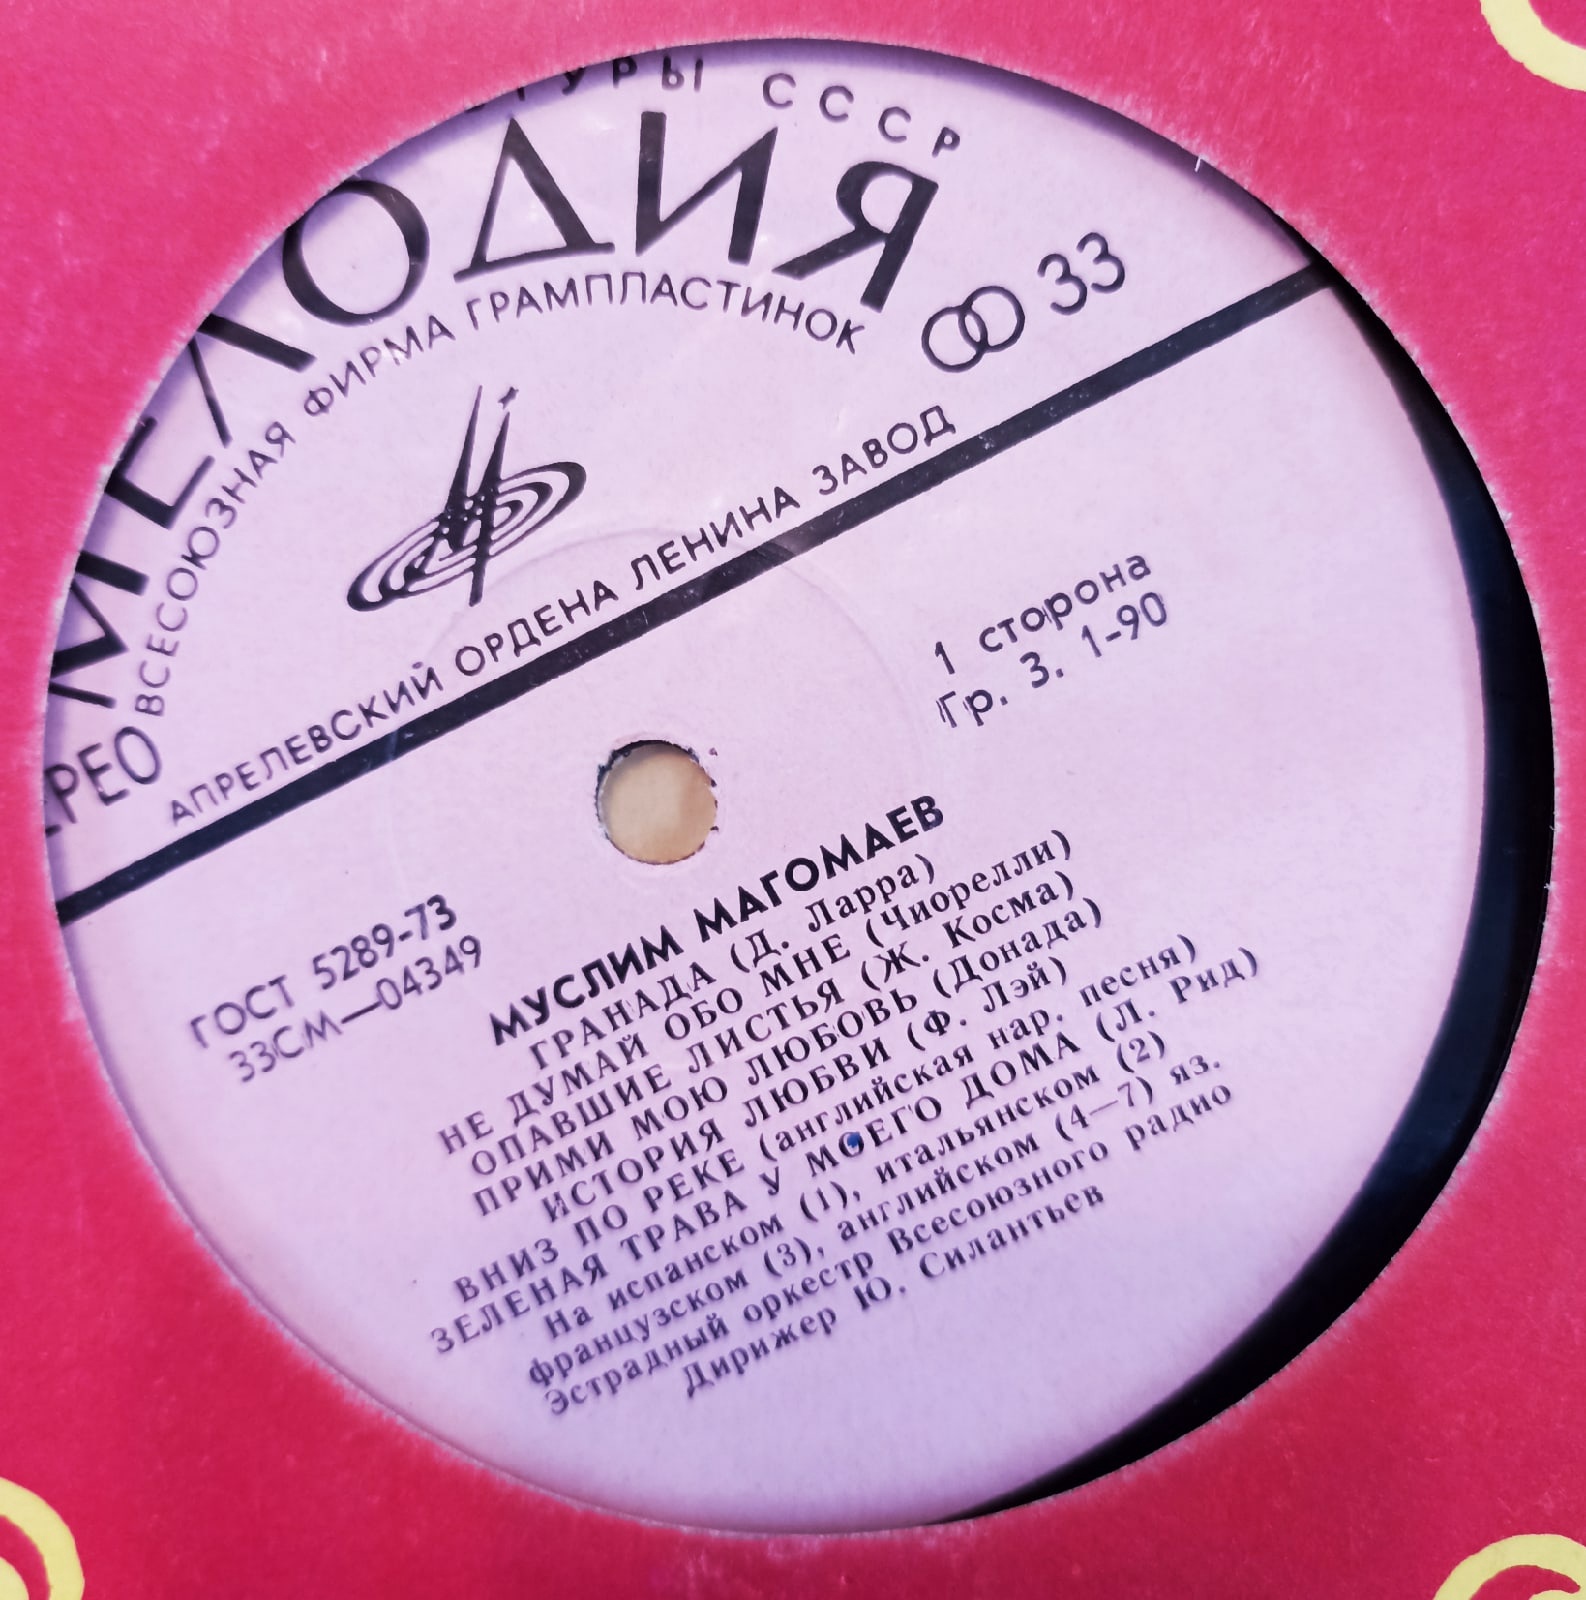 СССР
МЕЛОДИЯ
ВСЕСОЮЗНАЯ ФИРМА ГРАМПЛАСТИНОК
33
АПРЕЛЕВСКИЙ ОРДЕНА ЛЕНИНА ЗАВОД
1 сторона
Гр. 3. 1-90
ГОСТ 5289-73
33СМ—04349
МУСЛИМ МАГОМАЕВ
ГРАНАДА (Д. Ларра)
НЕ ДУМАЙ ОБО МНЕ (Чиорелли)
ОПАВШИЕ ЛИСТЬЯ (Ж. Косма)
ПРИМИ МОЮ ЛЮБОВЬ (Донада)
ИСТОРИЯ ЛЮБВИ (Ф. Лэй)
ВНИЗ ПО РЕКЕ (английская нар. песня)
ЗЕЛЕНАЯ ТРАВА У МОЕГО ДОМА (Л. Рид)
На испанском (1), итальянском (2)
французском (3), английском (4—7) яз.
Эстрадный оркестр Всесоюзного радио
Дирижер Ю. Силантьев